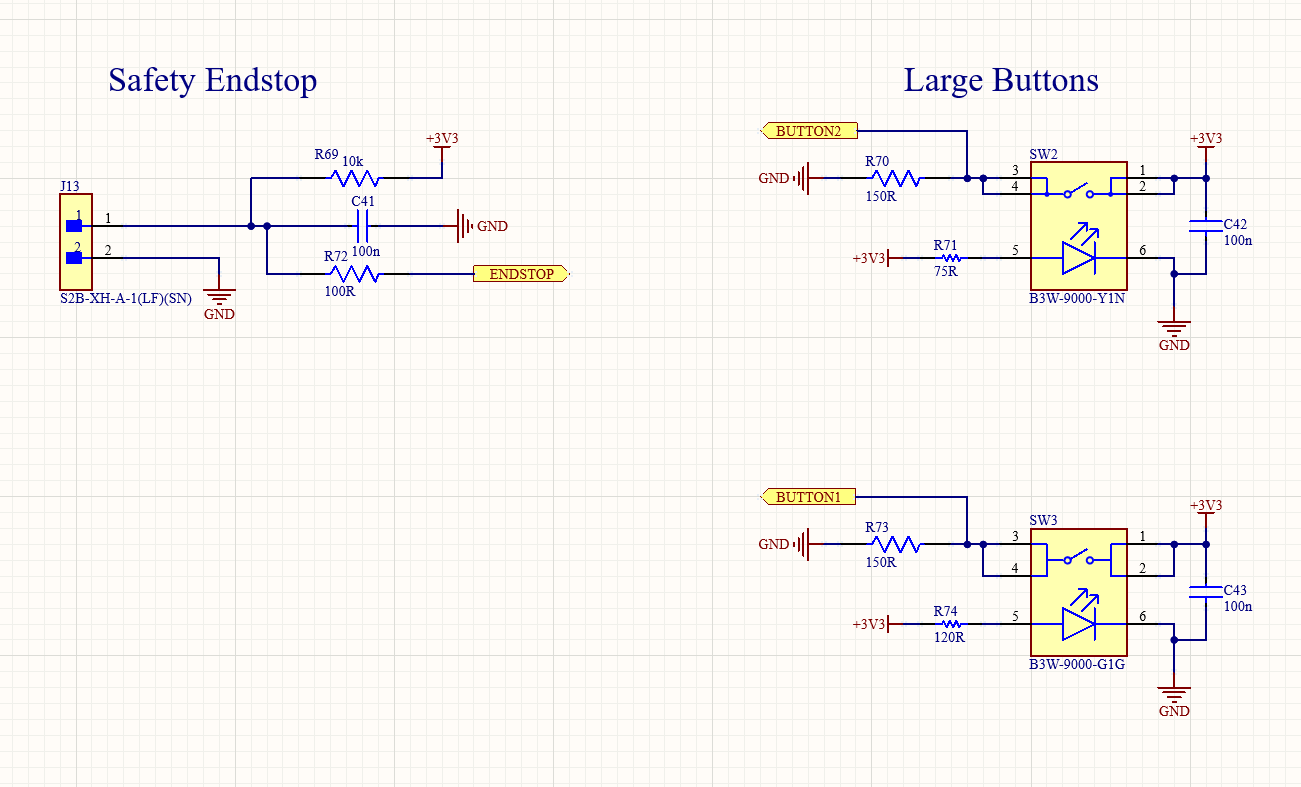 Safety Endstop
+3V3
R69
10k
J13
C41
1
1
GND
2
2
100n
R72
ENDSTOP
100R
S2B-XH-A-1(LF)(SN)
GND
Large Buttons
BUTTON2
+3V3
SW2
R70
GND
3
1
4
2
150R
C42
100n
R71
+3V3
5
6
75R
B3W-9000-Y1N
GND
BUTTON1
+3V3
SW3
R73
GND
3
1
150R
4
2
C43
100n
R74
+3V3
5
6
120R
B3W-9000-G1G
GND